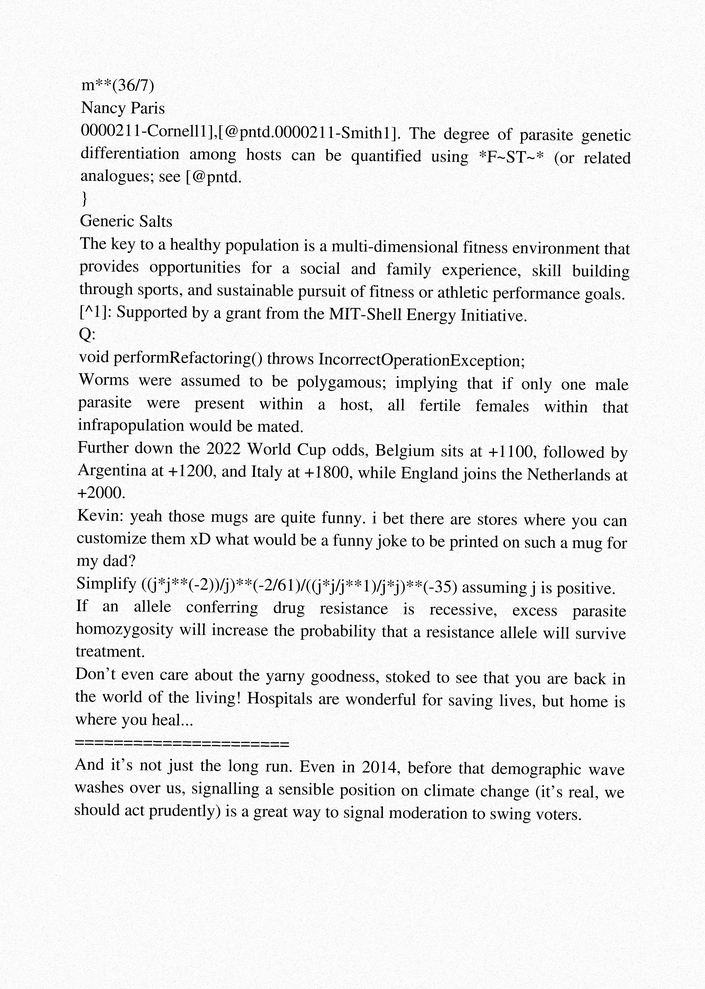 m**(36/7)
Nancy Paris
0000211-Cornell1],[@pntd.0000211-Smith1]. The degree of parasite genetic
differentiation among hosts can be quantified using *F~ST~* (or related
analogues; see [@pntd.
}
Generic Salts
The key to a healthy population is a multi-dimensional fitness environment that
provides opportunities for a social and family experience, skill building
through sports, and sustainable pursuit of fitness or athletic performance goals.
[^1]: Supported by a grant from the MIT-Shell Energy Initiative.
Q:
void performRefactoring() throws IncorrectOperationException;
Worms were assumed to be polygamous; implying that if only one male
parasite were present within a host, all fertile females within that
infrapopulation would be mated.
Further down the 2022 World Cup odds, Belgium sits at +1100, followed by
Argentina at +1200, and Italy at +1800, while England joins the Netherlands at
+2000.
Kevin: yeah those mugs are quite funny. i bet there are stores where you can
customize them xD what would be a funny joke to be printed on such a mug for
my dad?
Simplify ((j*j**(-2))/j)**(-2/61)/((j*j/j**1)/j*j)**(-35) assuming j is positive.
If an allele conferring drug resistance is recessive, excess parasite
homozygosity will increase the probability that a resistance allele will survive
treatment.
Don't even care about the yarny goodness, stoked to see that you are back in
the world of the living! Hospitals are wonderful for saving lives, but home is
where you heal...
======================
And it's not just the long run. Even in 2014, before that demographic wave
washes over us, signalling a sensible position on climate change (it's real, we
should act prudently) is a great way to signal moderation to swing voters.